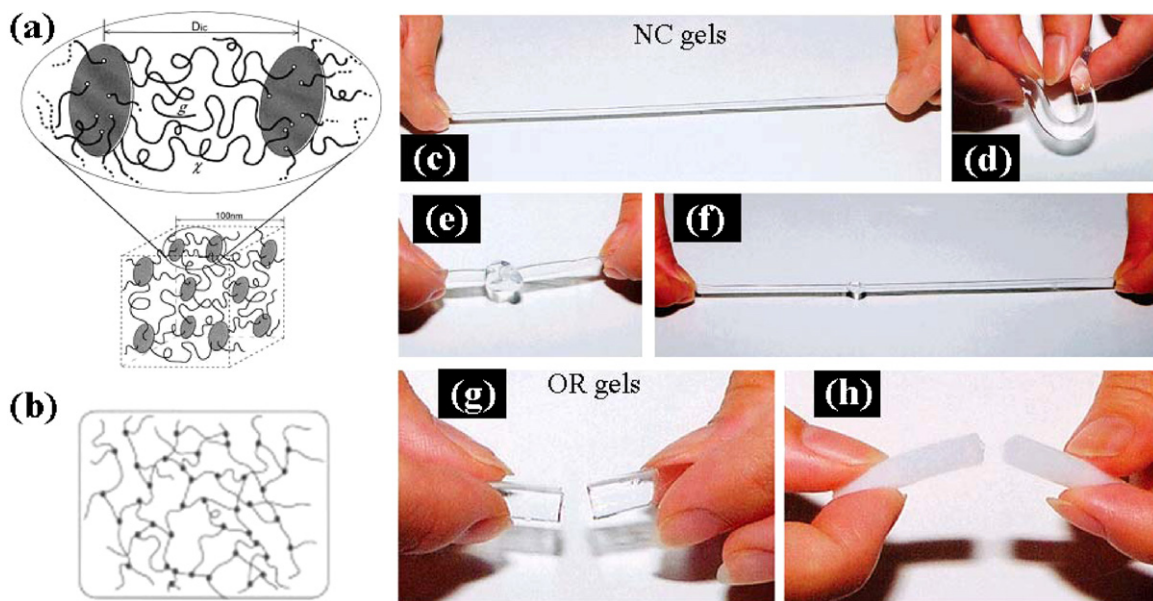 (a)
Dic
g
χ
100nm
(b)
NC gels
(c)
(d)
(e)
(f)
OR gels
(g)
(h)